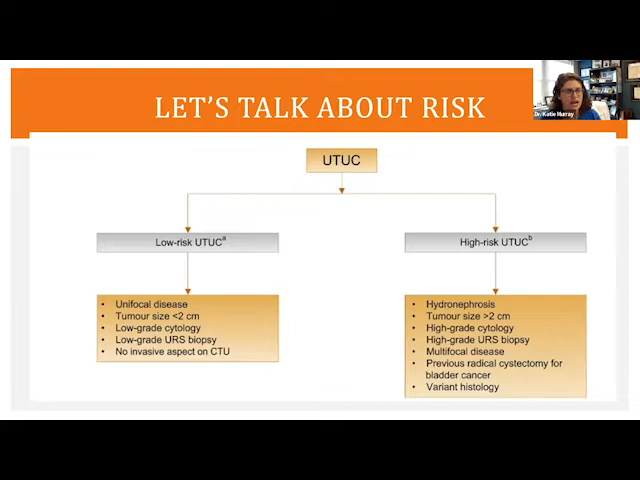 LET'S TALK ABOUT RISK
Dr. Katie Murray
UTUC
Low-risk UTUCa
High-risk UTUCb
• Unifocal disease
• Tumour size <2 cm
• Low-grade cytology
• Low-grade URS biopsy
• No invasive aspect on CTU
• Hydronephrosis
• Tumour size >2 cm
• High-grade cytology
• High-grade URS biopsy
• Multifocal disease
• Previous radical cystectomy for
bladder cancer
• Variant histology